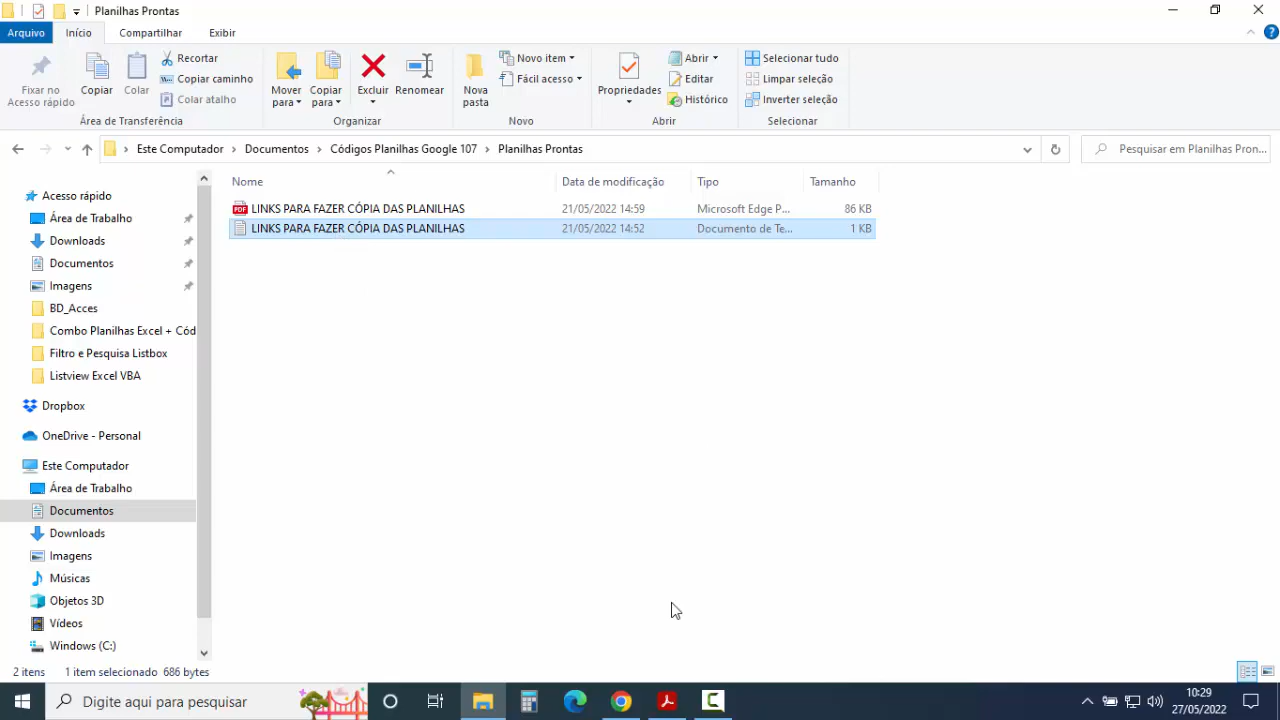 Planilhas Prontas
Arquivo Início Compartilhar Exibir
Fixar no Acesso rápido
Copiar
Colar
Recortar
Copiar caminho
Colar atalho
Área de Transferência
Mover para
Copiar para
Excluir
Renomear
Organizar
Nova pasta
Novo item
Fácil acesso
Novo
Propriedades
Abrir
Editar
Histórico
Abrir
Selecionar tudo
Limpar seleção
Inverter seleção
Selecionar
Este Computador > Documentos > Códigos Planilhas Google 107 > Planilhas Prontas
Pesquisar em Planilhas Pron...
Nome Data de modificação Tipo Tamanho
PDF LINKS PARA FAZER CÓPIA DAS PLANILHAS 21/05/2022 14:59 Microsoft Edge P... 86 KB
LINKS PARA FAZER CÓPIA DAS PLANILHAS 21/05/2022 14:52 Documento de Te... 1 KB
Acesso rápido
Área de Trabalho
Downloads
Documentos
Imagens
BD_Acces
Combo Planilhas Excel + Cód
Filtro e Pesquisa Listbox
Listview Excel VBA
Dropbox
OneDrive - Personal
Este Computador
Área de Trabalho
Documentos
Downloads
Imagens
Músicas
Objetos 3D
Vídeos
Windows (C:)
2 itens 1 item selecionado 686 bytes
Digite aqui para pesquisar
10:29
27/05/2022